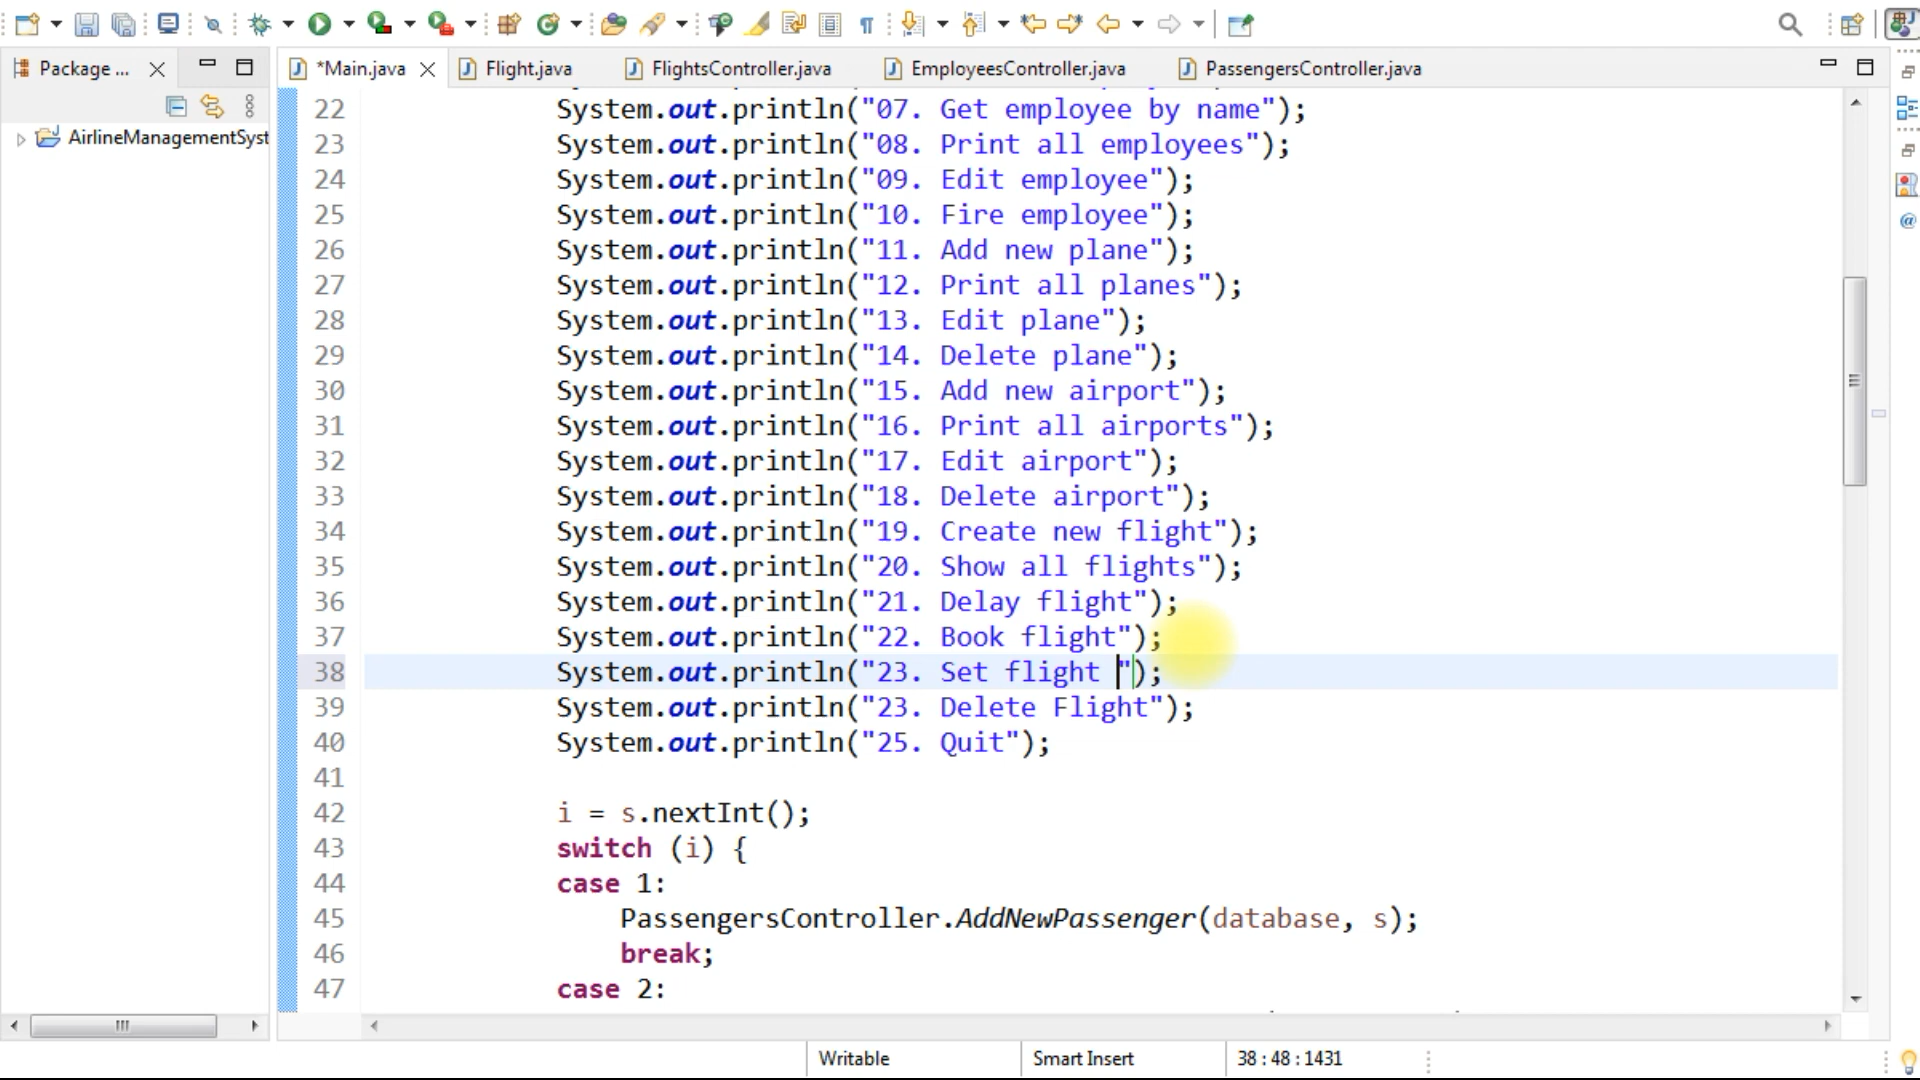 Package ...
*Main.java
Flight.java
FlightsController.java
EmployeesController.java
PassengersController.java
AirlineManagementSyst
22 System.out.println("07. Get employee by name");
23 System.out.println("08. Print all employees");
24 System.out.println("09. Edit employee");
25 System.out.println("10. Fire employee");
26 System.out.println("11. Add new plane");
27 System.out.println("12. Print all planes");
28 System.out.println("13. Edit plane");
29 System.out.println("14. Delete plane");
30 System.out.println("15. Add new airport");
31 System.out.println("16. Print all airports");
32 System.out.println("17. Edit airport");
33 System.out.println("18. Delete airport");
34 System.out.println("19. Create new flight");
35 System.out.println("20. Show all flights");
36 System.out.println("21. Delay flight");
37 System.out.println("22. Book flight");
38 System.out.println("23. Set flight ");
39 System.out.println("23. Delete Flight");
40 System.out.println("25. Quit");
41
42 i = s.nextInt();
43 switch (i) {
44 case 1:
45 PassengersController.AddNewPassenger(database, s);
46 break;
47 case 2:
Writable
Smart Insert
38 : 48 : 1431